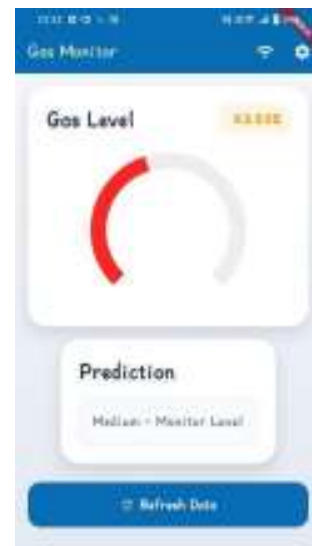 Gas Monitor
Gas Level
Prediction
Medium - Monitor Level
Refresh Data